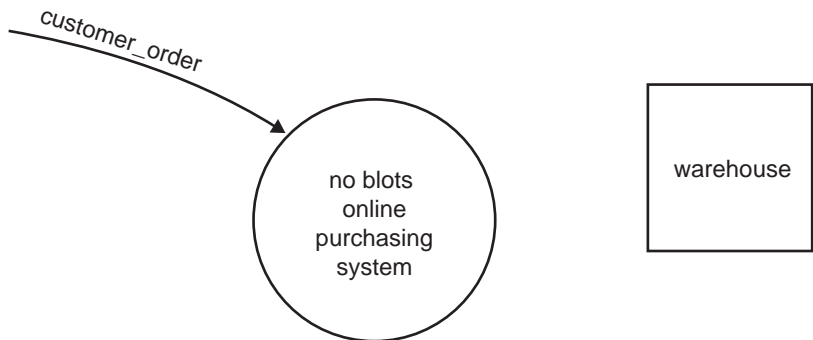 customer_order
no blots
online
purchasing
system
warehouse